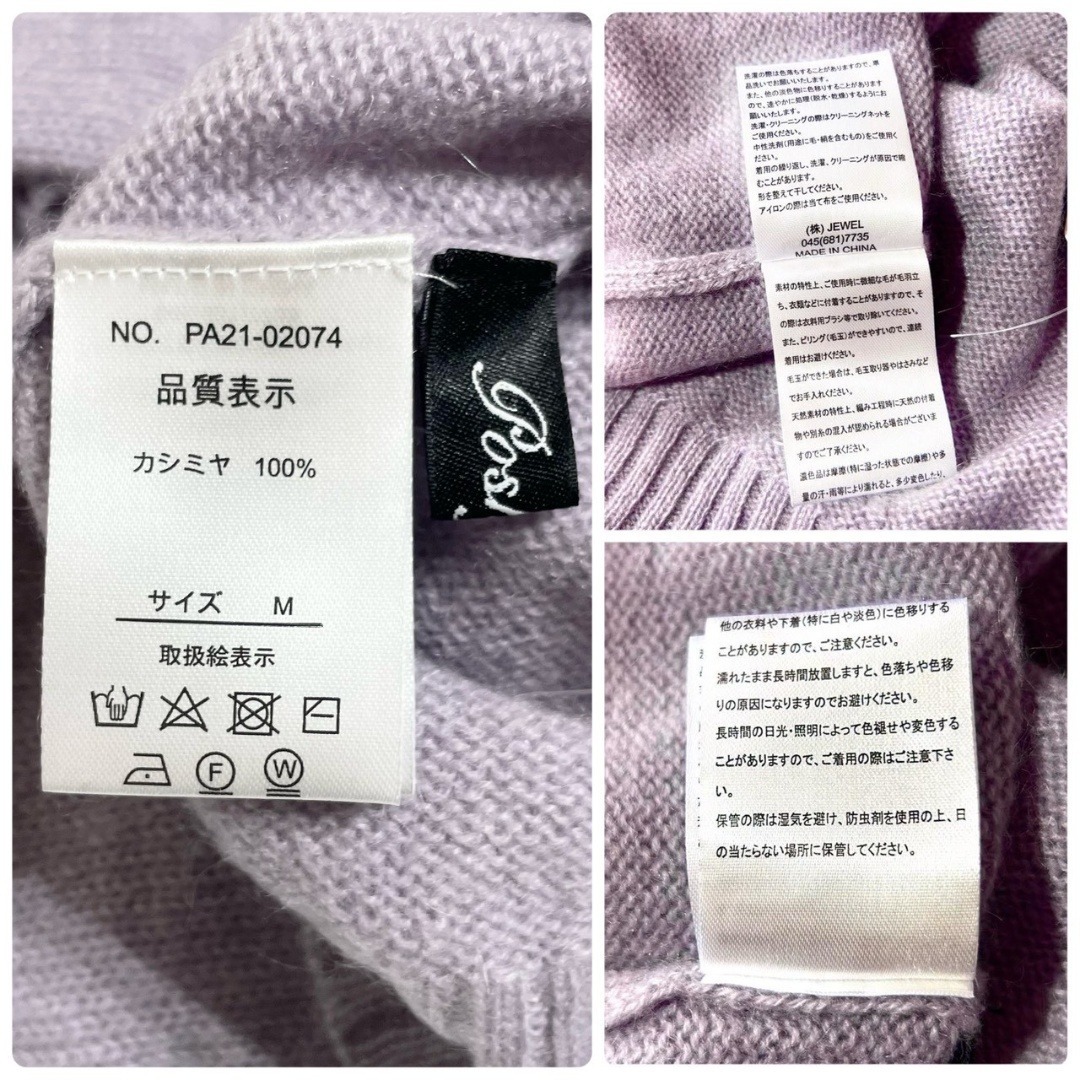 NO. PA21-02074
品質表示
カシミヤ 100%
サイズ M
取扱絵表示
F
W
Pos
洗濯の際は色落ちすることがありますので、単
品洗いでお願いいたします。
また、他の淡色物に色移りすることがあります
ので、速やかに処理(脱水・乾燥)するようにお
願いいたします。
洗濯・クリーニングの際はクリーニングネットを
ご使用ください。
中性洗剤(用途に毛・絹を含むもの)をご使用く
ださい。
着用の繰り返し、洗濯、クリーニングが原因で縮
むことがあります。
形を整えて干してください。
アイロンの際は当て布をご使用ください。
(株) JEWEL
045(681)7735
MADE IN CHINA
素材の特性上、ご使用時に微細な毛が毛羽立
ち、衣類などに付着することがありますので、そ
の際は衣料用ブラシ等で取り除いてください。
また、ピリング(毛玉)ができやすいので、連続
着用はお避けください。
毛玉ができた場合は、毛玉取り器やはさみなど
でお手入れください。
天然素材の特性上、編み工程時に天然の付着
物や別糸の混入が認められる場合がございま
すのでご了承ください。
濃色品は摩擦(特に湿った状態での摩擦)や多
量の汗・雨等により濡れると、多少変色したり、
他の衣料や下着(特に白や淡色)に色移りする
ことがありますので、ご注意ください。
濡れたまま長時間放置しますと、色落ちや色移
りの原因になりますのでお避けください。
長時間の日光・照明によって色褪せや変色する
ことがありますので、ご着用の際はご注意下さ
い。
保管の際は湿気を避け、防虫剤を使用の上、日
の当たらない場所に保管してください。